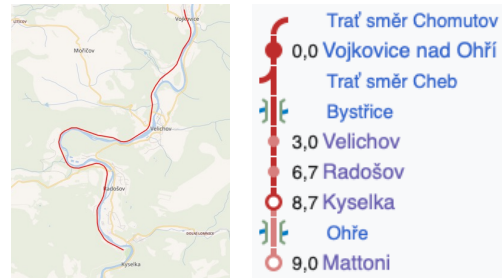 Vojkovice
Mořičov
Velichov
Radošov
Kyselka
Trať směr Chomutov
0,0 Vojkovice nad Ohří
Trať směr Cheb
Bystřice
3,0 Velichov
6,7 Radošov
8,7 Kyselka
Ohře
9,0 Mattoni